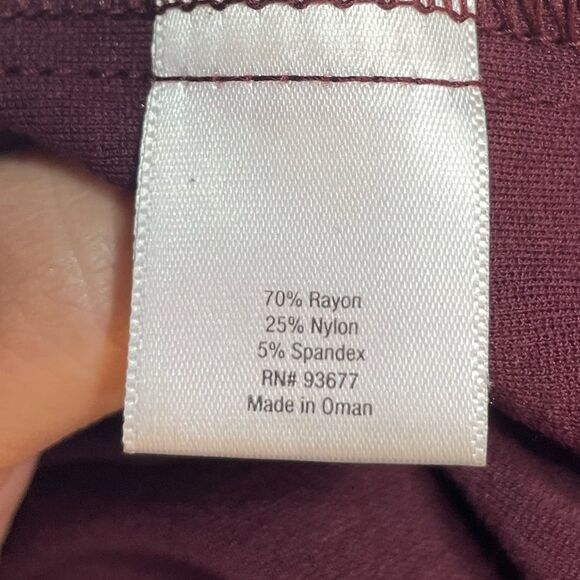 70% Rayon
25% Nylon
5% Spandex
RN# 93677
Made in Oman